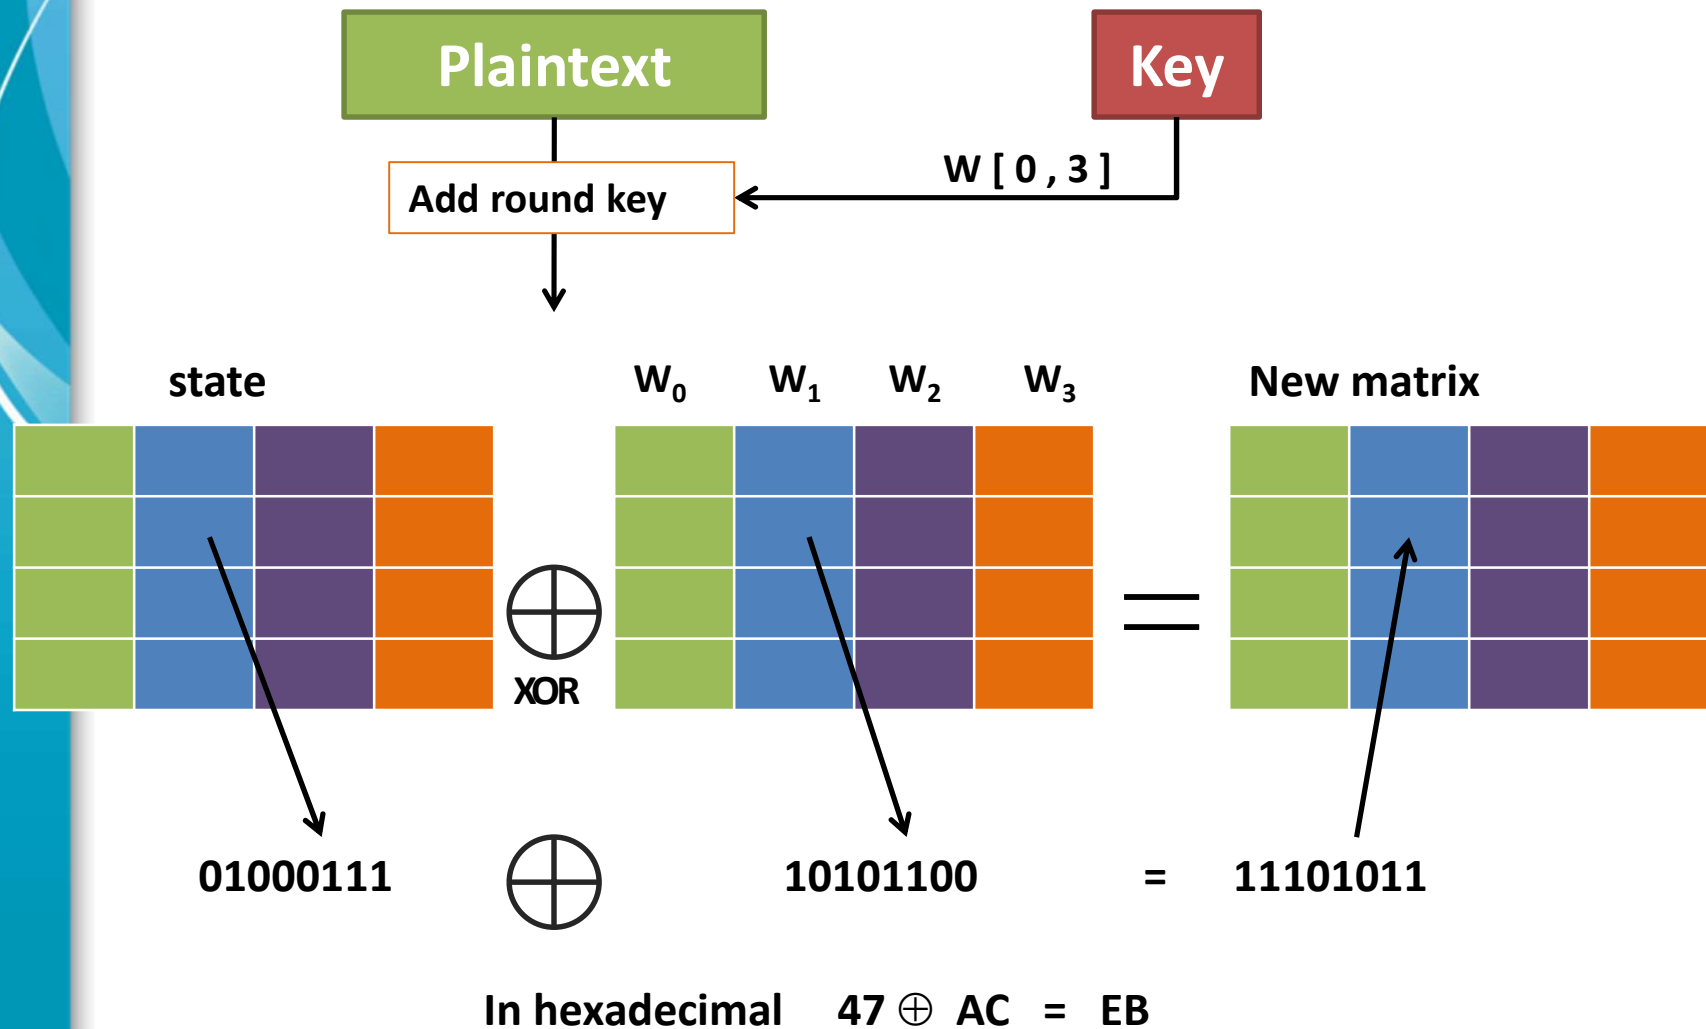 Plaintext Key
W [ 0 , 3 ]
Add round key
state W₀ W₁ W₂ W₃ New matrix
XOR
01000111 ⊕ 10101100 = 11101011
In hexadecimal 47 ⊕ AC = EB